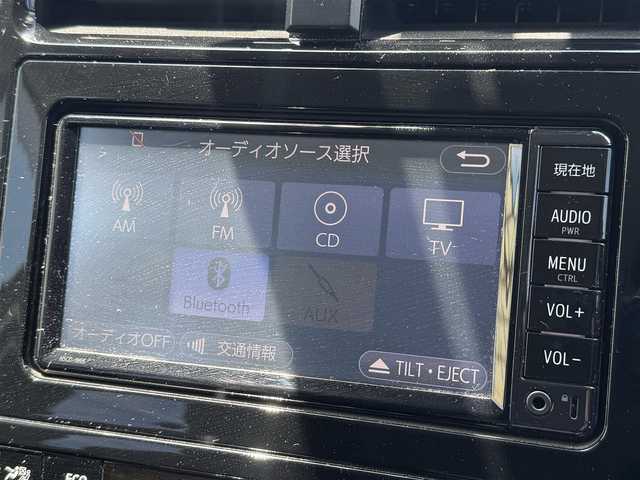 オーディオソース選択
現在地
AM
FM
CD
TV
AUDIO
PWR
Bluetooth
AUX
MENU
CTRL
オーディオOFF
交通情報
TILT・EJECT
VOL+
VOL−
ECO